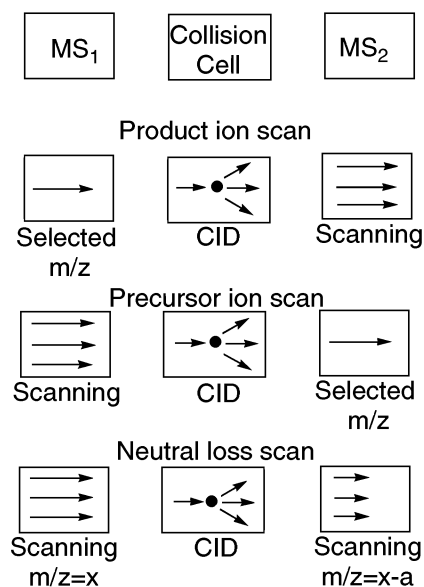 MS₁ Collision Cell MS₂
Product ion scan
Selected m/z CID Scanning
Precursor ion scan
Scanning CID Selected m/z
Neutral loss scan
Scanning CID Scanning
m/z=x m/z=x-a